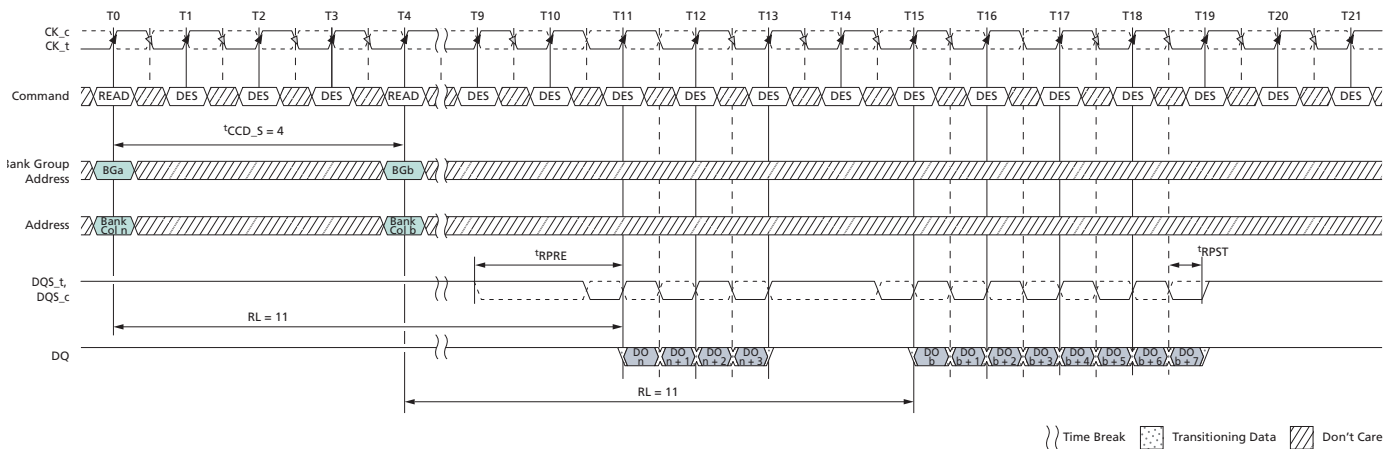 T0 T1 T2 T3 T4 T9 T10 T11 T12 T13 T14 T15 T16 T17 T18 T19 T20 T21
CK_c
CK_t
Command READ DES DES DES READ DES DES DES DES DES DES DES DES DES DES DES DES DES
tCCD_S = 4
Bank Group
Address
BGa BGb
Address
Bank
Col n
Bank
Col b
tRPRE tRPST
DQS_t,
DQS_c
RL = 11
DQ
DO
n
DO
n + 1
DO
n + 2
DO
n + 3
DO
b
DO
b + 1
DO
b + 2
DO
b + 3
DO
b + 4
DO
b + 5
DO
b + 6
DO
b + 7
RL = 11
Time Break Transitioning Data Don't Care